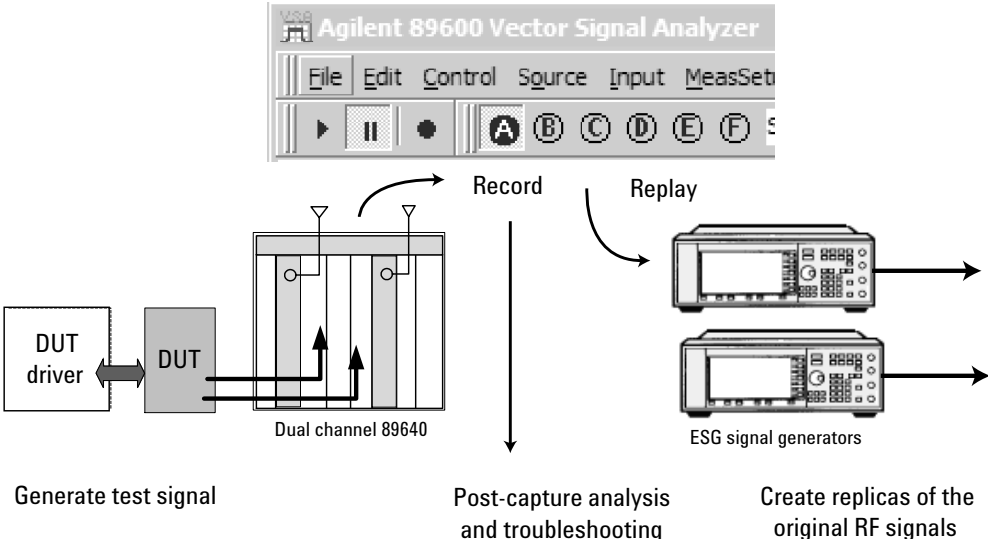 VSA
Agilent 89600 Vector Signal Analyzer
File Edit Control Source Input
A B C D E F
Record
Replay
DUT
driver
DUT
Dual channel 89640
ESG signal generators
Generate test signal
Post-capture analysis
and troubleshooting
Create replicas of the
original RF signals